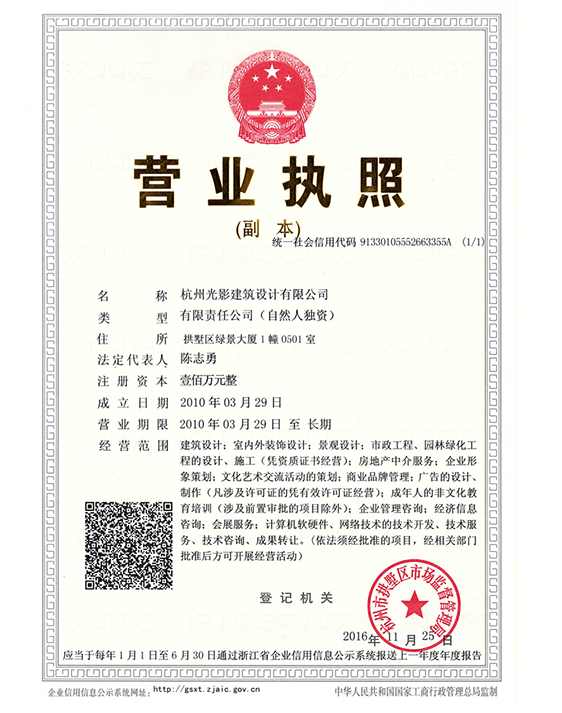 营业执照
(副 本)
统一社会信用代码 91330105552663355A (1/1)
名 称 杭州光影建筑设计有限公司
类 型 有限责任公司（自然人独资）
住 所 拱墅区绿景大厦1幢0501室
法定代表人 陈志勇
注册资本 壹佰万元整
成立日期 2010年03月29日
营业期限 2010年03月29日至长期
经营范围 建筑设计；室内外装饰设计；景观设计；市政工程、园林绿化工
程的设计、施工（凭资质证书经营）；房地产中介服务；企业形
象策划；文化艺术交流活动的策划；商业品牌管理；广告的设计、
制作（凡涉及许可证的凭有效许可证经营）；成年人的非文化教
育培训（涉及前置审批的项目除外）；企业管理咨询；经济信息
咨询；会展服务；计算机软硬件、网络技术的技术开发、技术服
务、技术咨询、成果转让。（依法须经批准的项目，经相关部门
批准后方可开展经营活动）
登记机关
杭州市拱墅区市场监督管理局
2016年11月25日
应当于每年1月1日至6月30日通过浙江省企业信用信息公示系统报送上一年度年度报告
企业信用信息公示系统网址：http://gsxt.zjaic.gov.cn
中华人民共和国国家工商行政管理总局监制